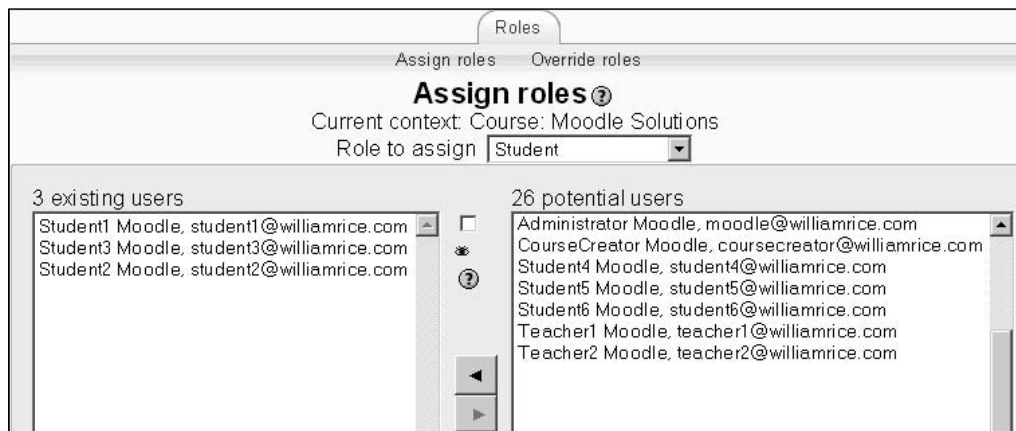 Roles
Assign roles Override roles
Assign roles ?
Current context: Course: Moodle Solutions
Role to assign Student
3 existing users
Student1 Moodle, student1@williamrice.com
Student3 Moodle, student3@williamrice.com
Student2 Moodle, student2@williamrice.com
?
26 potential users
Administrator Moodle, moodle@williamrice.com
CourseCreator Moodle, coursecreator@williamrice.com
Student4 Moodle, student4@williamrice.com
Student5 Moodle, student5@williamrice.com
Student6 Moodle, student6@williamrice.com
Teacher1 Moodle, teacher1@williamrice.com
Teacher2 Moodle, teacher2@williamrice.com